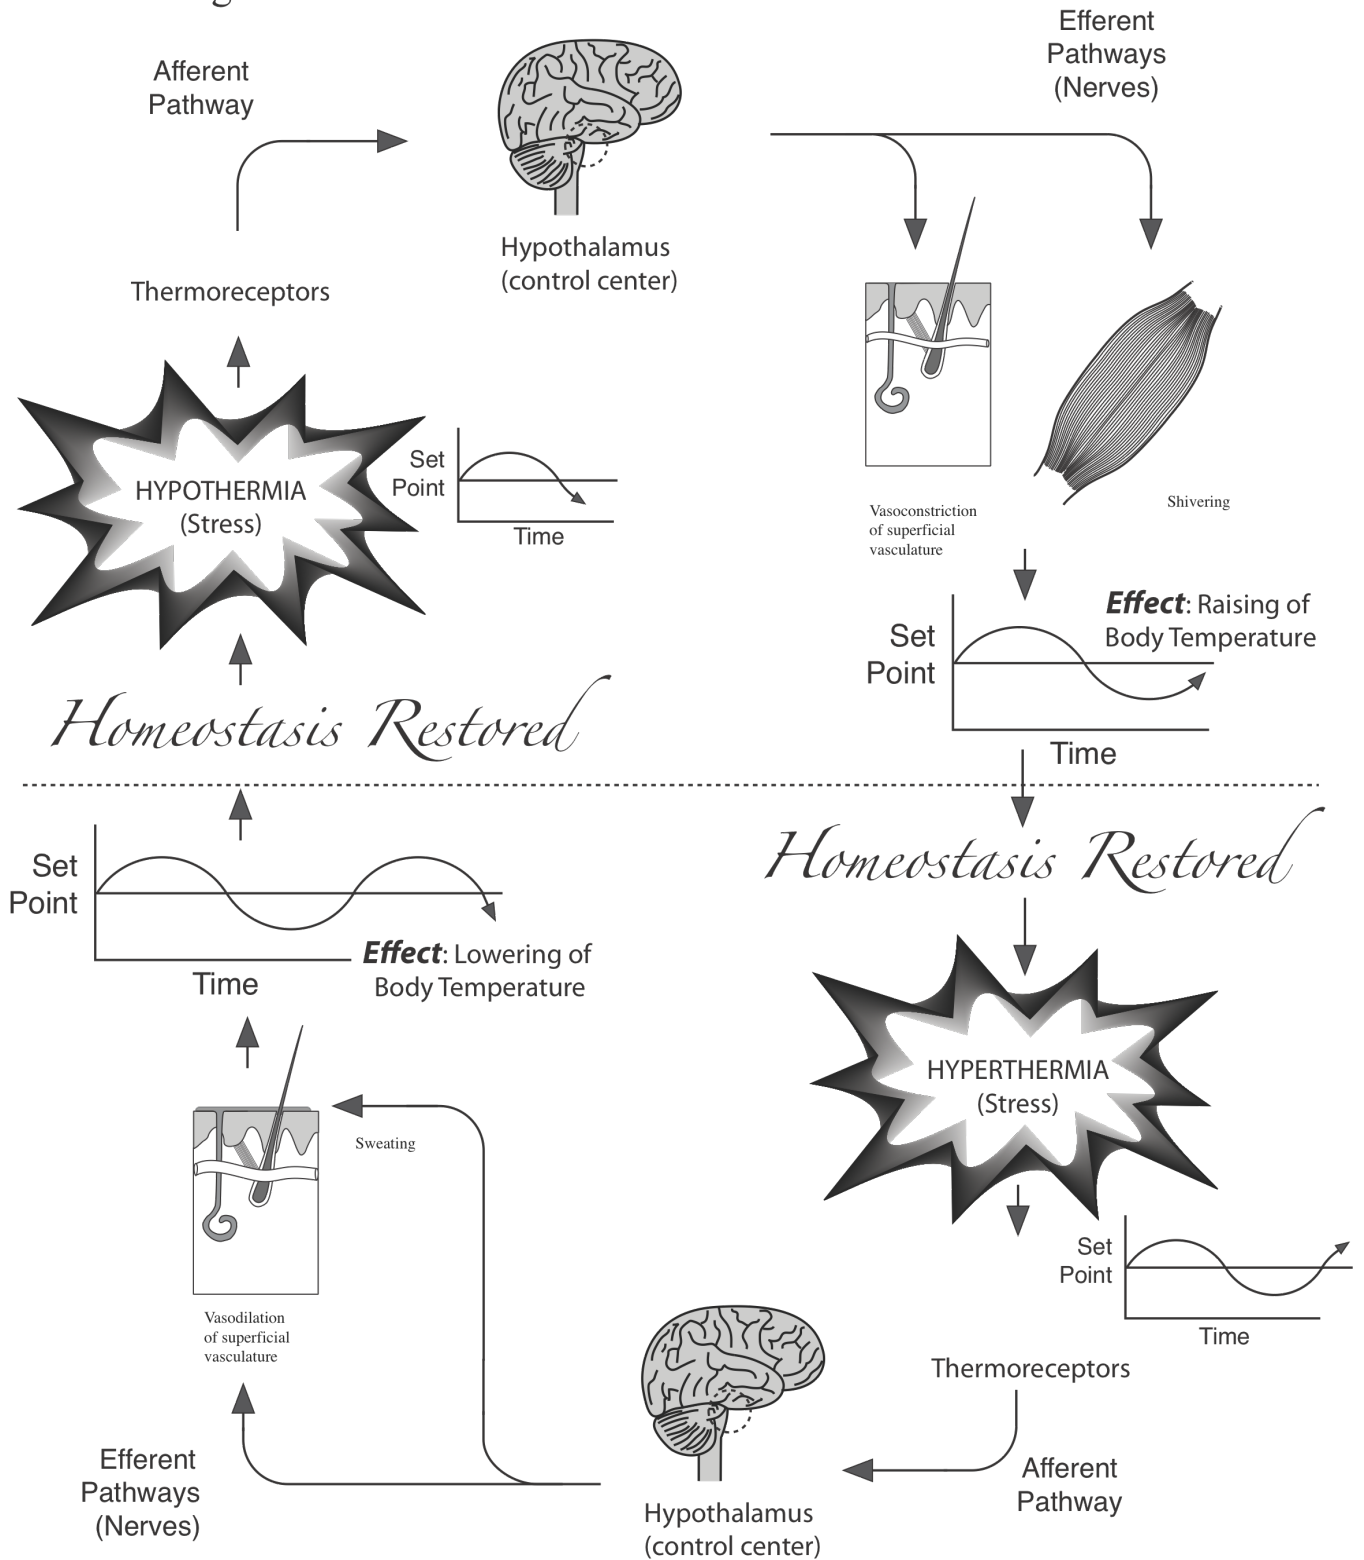 Afferent
Pathway
Efferent
Pathways
(Nerves)
Hypothalamus
(control center)
Thermoreceptors
HYPOTHERMIA
(Stress)
Set
Point
Time
Vasoconstriction
of superficial
vasculature
Shivering
Effect: Raising of
Body Temperature
Set
Point
Time
Homeostasis Restored
Homeostasis Restored
Set
Point
Time
Effect: Lowering of
Body Temperature
HYPERTHERMIA
(Stress)
Sweating
Vasodilation
of superficial
vasculature
Set
Point
Time
Thermoreceptors
Afferent
Pathway
Hypothalamus
(control center)
Efferent
Pathways
(Nerves)